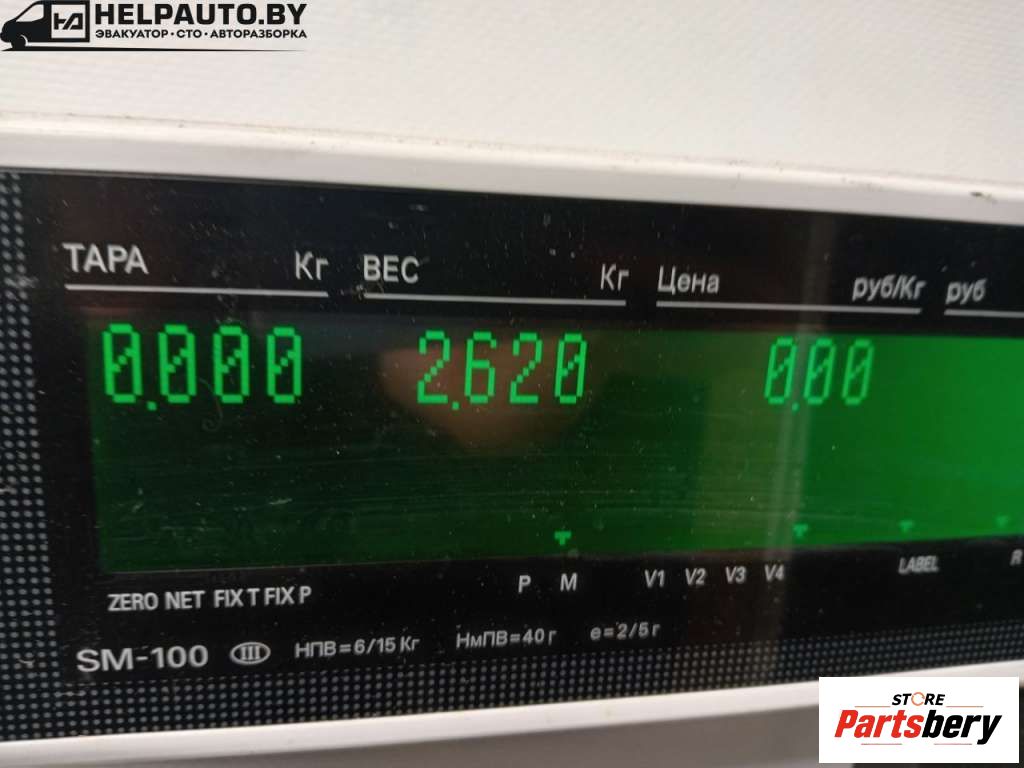 HELPAUTO.BY
ЭВАКУАТОР•СТО•АВТОРАЗБОРКА
ТАРА Кг ВЕС Кг Цена руб/Кг руб
0.000 2.620 0.00
P M V1 V2 V3 V4 LABEL R
ZERO NET FIX T FIX P
SM-100 III НПВ=6/15 Кг НмПВ=40 г e=2/5 г
STORE
Partsbery